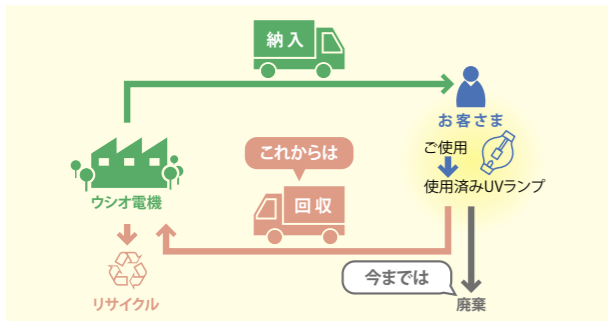 納入
お客さま
ご使用
これからは
使用済みUVランプ
ウシオ電機
回収
今までは
リサイクル
廃棄